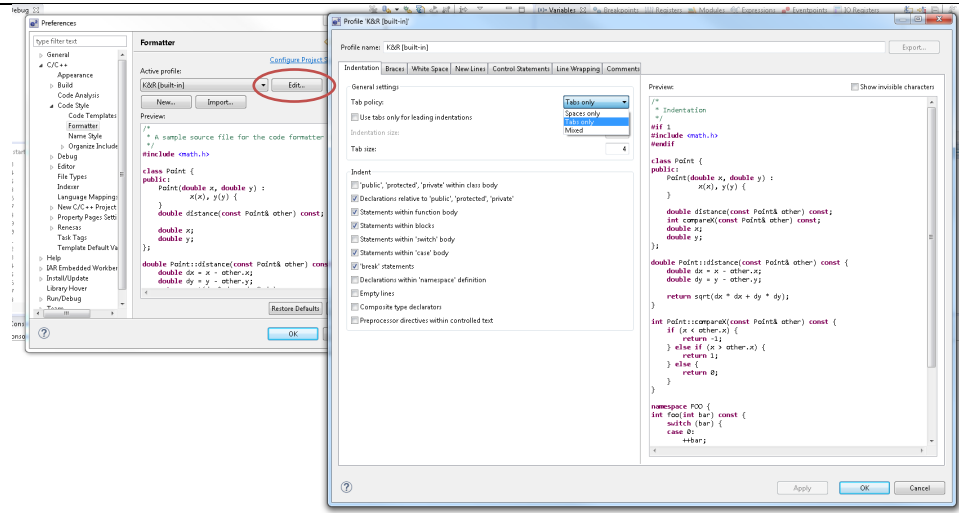 Debug
(x)= Variables Breakpoints Registers Modules Expressions Eventpoints IO Registers
Preferences
type filter text
General
C/C++
Appearance
Build
Code Analysis
Code Style
Code Templates
Formatter
Name Style
Organize Include
Debug
Editor
File Types
Indexer
Language Mappings
New C/C++ Project
Property Pages Setti
Renesas
Task Tags
Template Default Va
Help
IAR Embedded Workben
Install/Update
Library Hover
Run/Debug
Team
Formatter
Configure Project S
Active profile:
K&R [built-in]
Edit...
New...
Import...
Preview:
/*
* A sample source file for the code formatter
*/
#include <math.h>
class Point {
public:
Point(double x, double y) :
x(x), y(y) {
}
double distance(const Point& other) const;
double x;
double y;
};
double Point::distance(const Point& other) cons
double dx = x - other.x;
double dy = y - other.y;
Restore Defaults
OK
Profile 'K&R [built-in]'
Profile name:
K&R [built-in]
Export...
Indentation
Braces
White Space
New Lines
Control Statements
Line Wrapping
Comments
General settings
Tab policy:
Tabs only
Spaces only
Tabs only
Mixed
Use tabs only for leading indentations
Indentation size:
Tab size:
4
Indent
'public', 'protected', 'private' within class body
Declarations relative to 'public', 'protected', 'private'
Statements within function body
Statements within blocks
Statements within 'switch' body
Statements within 'case' body
'break' statements
Declarations within 'namespace' definition
Empty lines
Composite type declarators
Preprocessor directives within controlled text
Preview:
Show invisible characters
/*
* Indentation
*/
#if 1
#include <math.h>
#endif
class Point {
public:
Point(double x, double y) :
x(x), y(y) {
}
double distance(const Point& other) const;
int compareX(const Point& other) const;
double x;
double y;
};
double Point::distance(const Point& other) const {
double dx = x - other.x;
double dy = y - other.y;
return sqrt(dx * dx + dy * dy);
}
int Point::compareX(const Point& other) const {
if (x < other.x) {
return -1;
} else if (x > other.x) {
return 1;
} else {
return 0;
}
}
namespace FOO {
int foo(int bar) const {
switch (bar) {
case 0:
++bar;
Apply
OK
Cancel